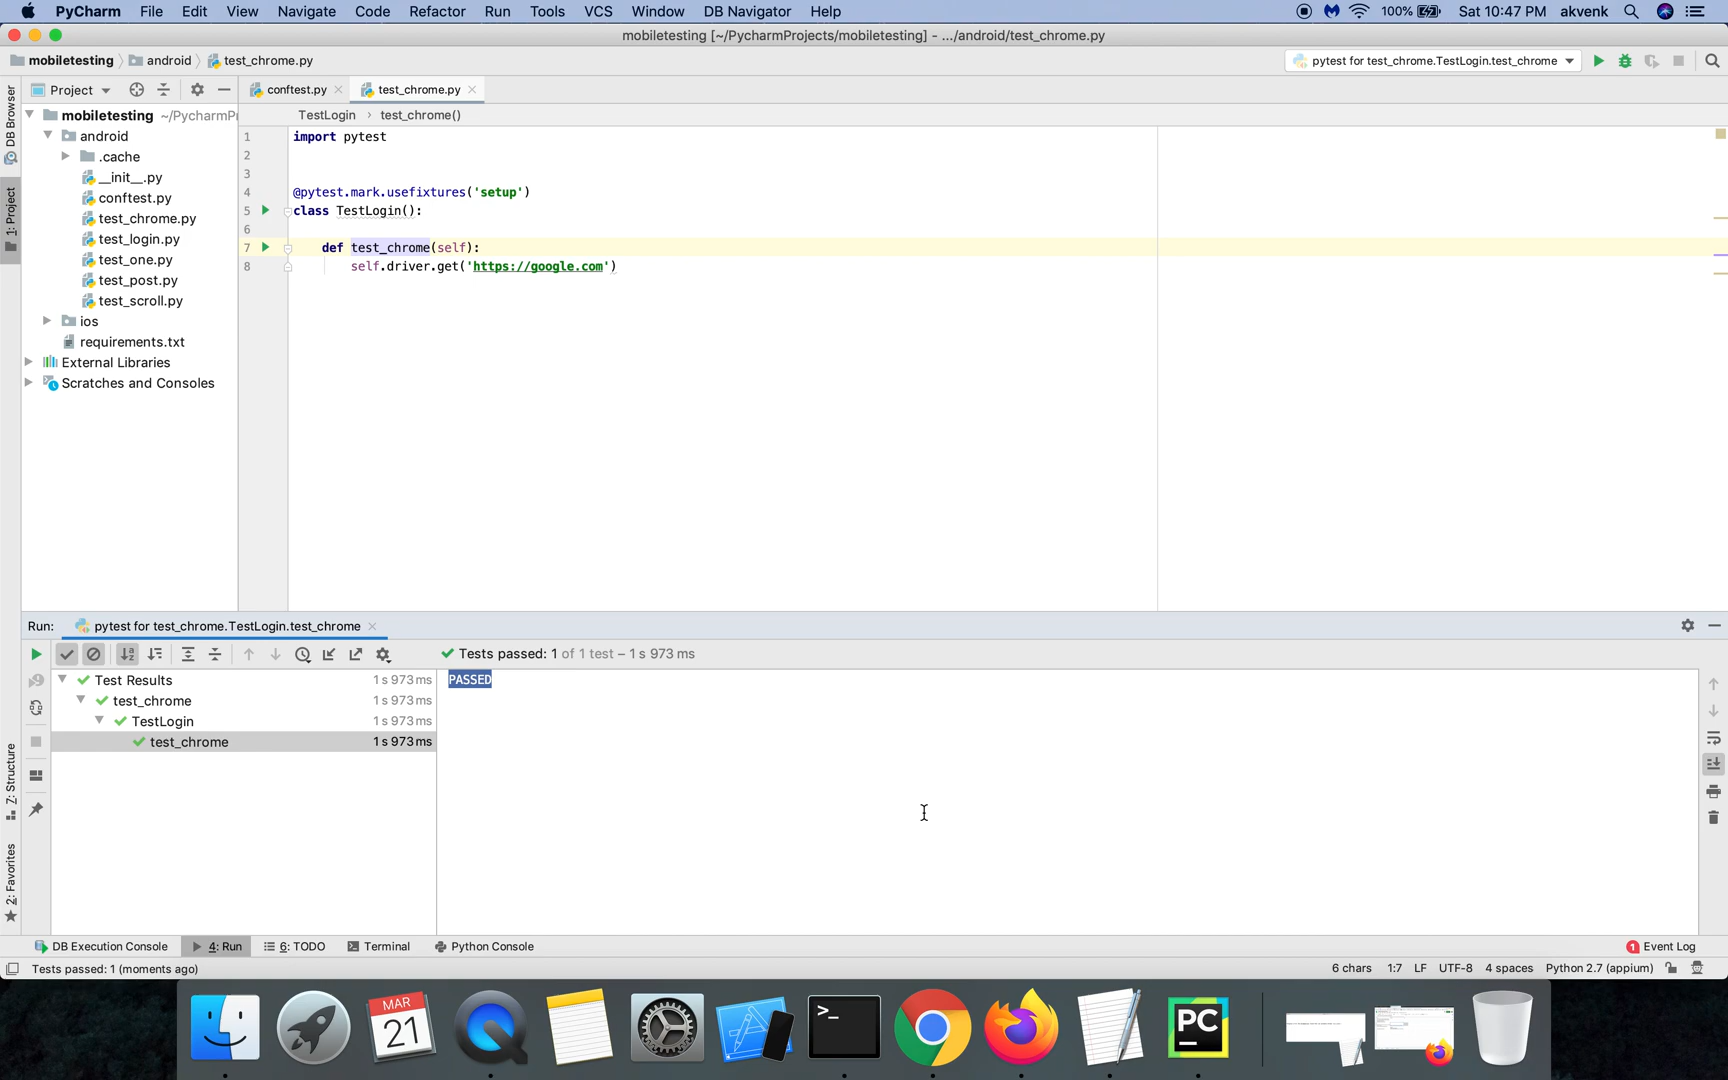 PyCharm File Edit View Navigate Code Refactor Run Tools VCS Window DB Navigator Help 100% Sat 10:47 PM akvenk
mobiletesting [~/PycharmProjects/mobiletesting] - .../android/test_chrome.py
mobiletesting android test_chrome.py pytest for test_chrome.TestLogin.test_chrome
Project conftest.py test_chrome.py
TestLogin › test_chrome()
DB Browser
1: Project
Z: Structure
2: Favorites
mobiletesting ~/PycharmPr
android
.cache
__init__.py
conftest.py
test_chrome.py
test_login.py
test_one.py
test_post.py
test_scroll.py
ios
requirements.txt
External Libraries
Scratches and Consoles
1 import pytest
2
3
4 @pytest.mark.usefixtures('setup')
5 class TestLogin():
6
7 def test_chrome(self):
8 self.driver.get('https://google.com')
Run: pytest for test_chrome.TestLogin.test_chrome
Tests passed: 1 of 1 test – 1 s 973 ms
Test Results 1 s 973 ms
test_chrome 1 s 973 ms
TestLogin 1 s 973 ms
test_chrome 1 s 973 ms
PASSED
DB Execution Console 4: Run 6: TODO Terminal Python Console 1 Event Log
Tests passed: 1 (moments ago) 6 chars 1:7 LF UTF-8 4 spaces Python 2.7 (appium)
MAR
21
>_
PC